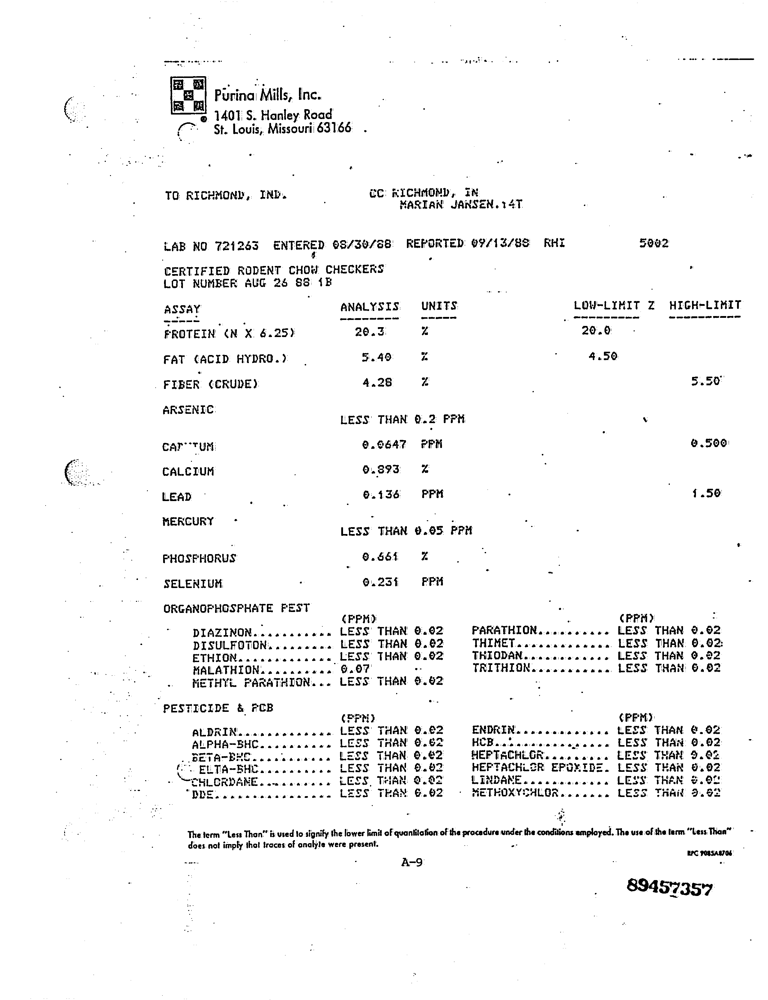 Purina Mills, Inc.
1401 S. Hanley Road
St. Louis, Missouri 63166
TO RICHMOND, IND. CC RICHMOND, IN
MARIAN JANSEN.14T
LAB NO 721263 ENTERED 08/30/88 REPORTED 09/13/88 RHI 5002
CERTIFIED RODENT CHOW CHECKERS
LOT NUMBER AUG 26 88 1B
ASSAY ANALYSIS UNITS LOW-LIMIT Z HIGH-LIMIT
PROTEIN (N X 6.25) 20.3 % 20.0
FAT (ACID HYDRO.) 5.40 % 4.50
FIBER (CRUDE) 4.28 % 5.50
ARSENIC
LESS THAN 0.2 PPM
0.0647 PPM 0.500
CALCIUM 0.893 %
LEAD 0.136 PPM 1.50
MERCURY
LESS THAN 0.05 PPM
PHOSPHORUS 0.661 %
SELENIUM 0.231 PPM
ORGANOPHOSPHATE PEST
(PPM) (PPM)
DIAZINON........... LESS THAN 0.02 PARATHION.......... LESS THAN 0.02
DISULFOTON......... LESS THAN 0.02 THIMET............. LESS THAN 0.02
ETHION............. LESS THAN 0.02 THIODAN............ LESS THAN 0.02
MALATHION.......... 0.07 TRITHION........... LESS THAN 0.02
METHYL PARATHION... LESS THAN 0.02
PESTICIDE & PCB
(PPM) (PPM)
ALDRIN............. LESS THAN 0.02 ENDRIN............. LESS THAN 0.02
ALPHA-BHC.......... LESS THAN 0.02 HCB................ LESS THAN 0.02
BETA-BHC........... LESS THAN 0.02 HEPTACHLOR......... LESS THAN 0.02
ELTA-BHC.......... LESS THAN 0.02 HEPTACHLOR EPOXIDE. LESS THAN 0.02
CHLORDANE.......... LESS THAN 0.02 LINDANE............ LESS THAN 0.02
DDE................ LESS THAN 0.02 METHOXYCHLOR....... LESS THAN 0.02
The term "Less Than" is used to signify the lower limit of quantitation of the procedure under the conditions employed. The use of the term "Less Than"
does not imply that traces of analyte were present.
A-9
89457357